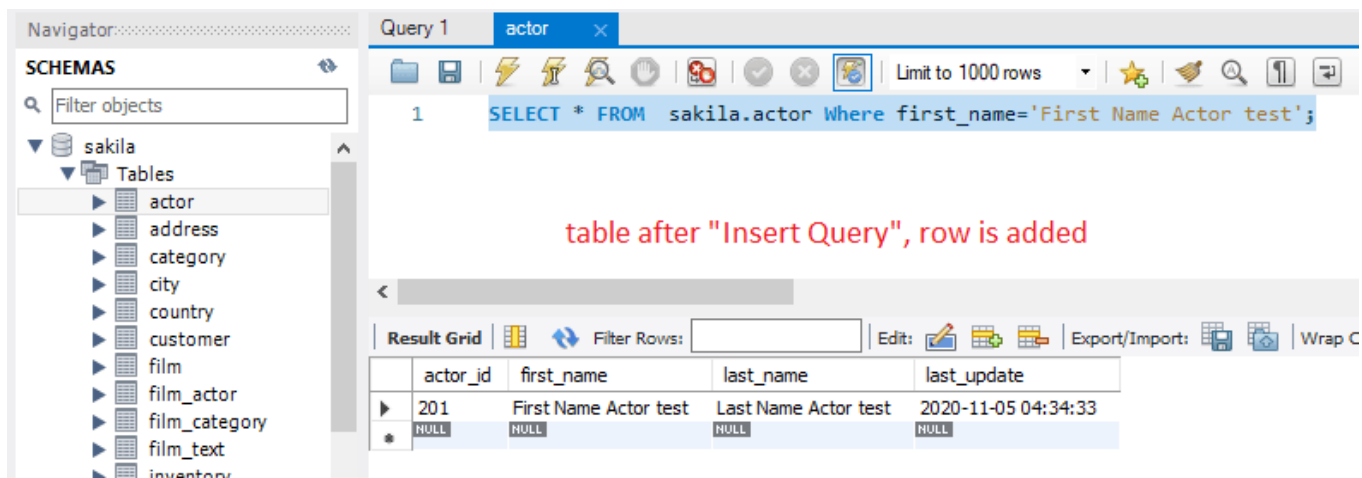 Navigator
SCHEMAS
Filter objects
sakila
Tables
actor
address
category
city
country
customer
film
film_actor
film_category
film_text
inventory
Query 1 actor
Limit to 1000 rows
1 SELECT * FROM  sakila.actor Where first_name='First Name Actor test';
table after "Insert Query", row is added
Result Grid Filter Rows: Edit: Export/Import: Wrap C
actor_id first_name last_name last_update
201 First Name Actor test Last Name Actor test 2020-11-05 04:34:33
NULL NULL NULL NULL